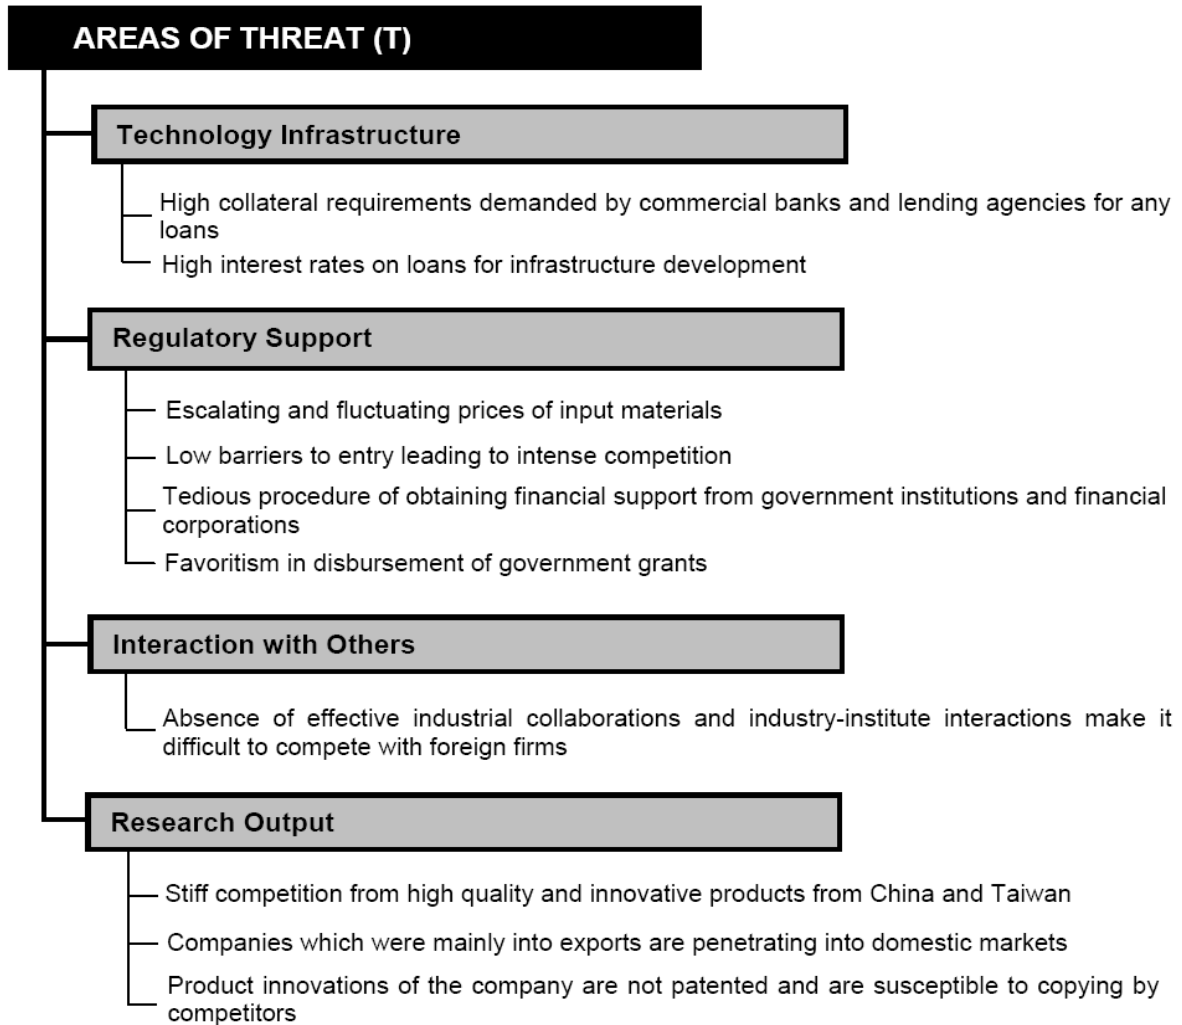 AREAS OF THREAT (T)
Technology Infrastructure
High collateral requirements demanded by commercial banks and lending agencies for any
loans
High interest rates on loans for infrastructure development
Regulatory Support
Escalating and fluctuating prices of input materials
Low barriers to entry leading to intense competition
Tedious procedure of obtaining financial support from government institutions and financial
corporations
Favoritism in disbursement of government grants
Interaction with Others
Absence of effective industrial collaborations and industry-institute interactions make it
difficult to compete with foreign firms
Research Output
Stiff competition from high quality and innovative products from China and Taiwan
Companies which were mainly into exports are penetrating into domestic markets
Product innovations of the company are not patented and are susceptible to copying by
competitors